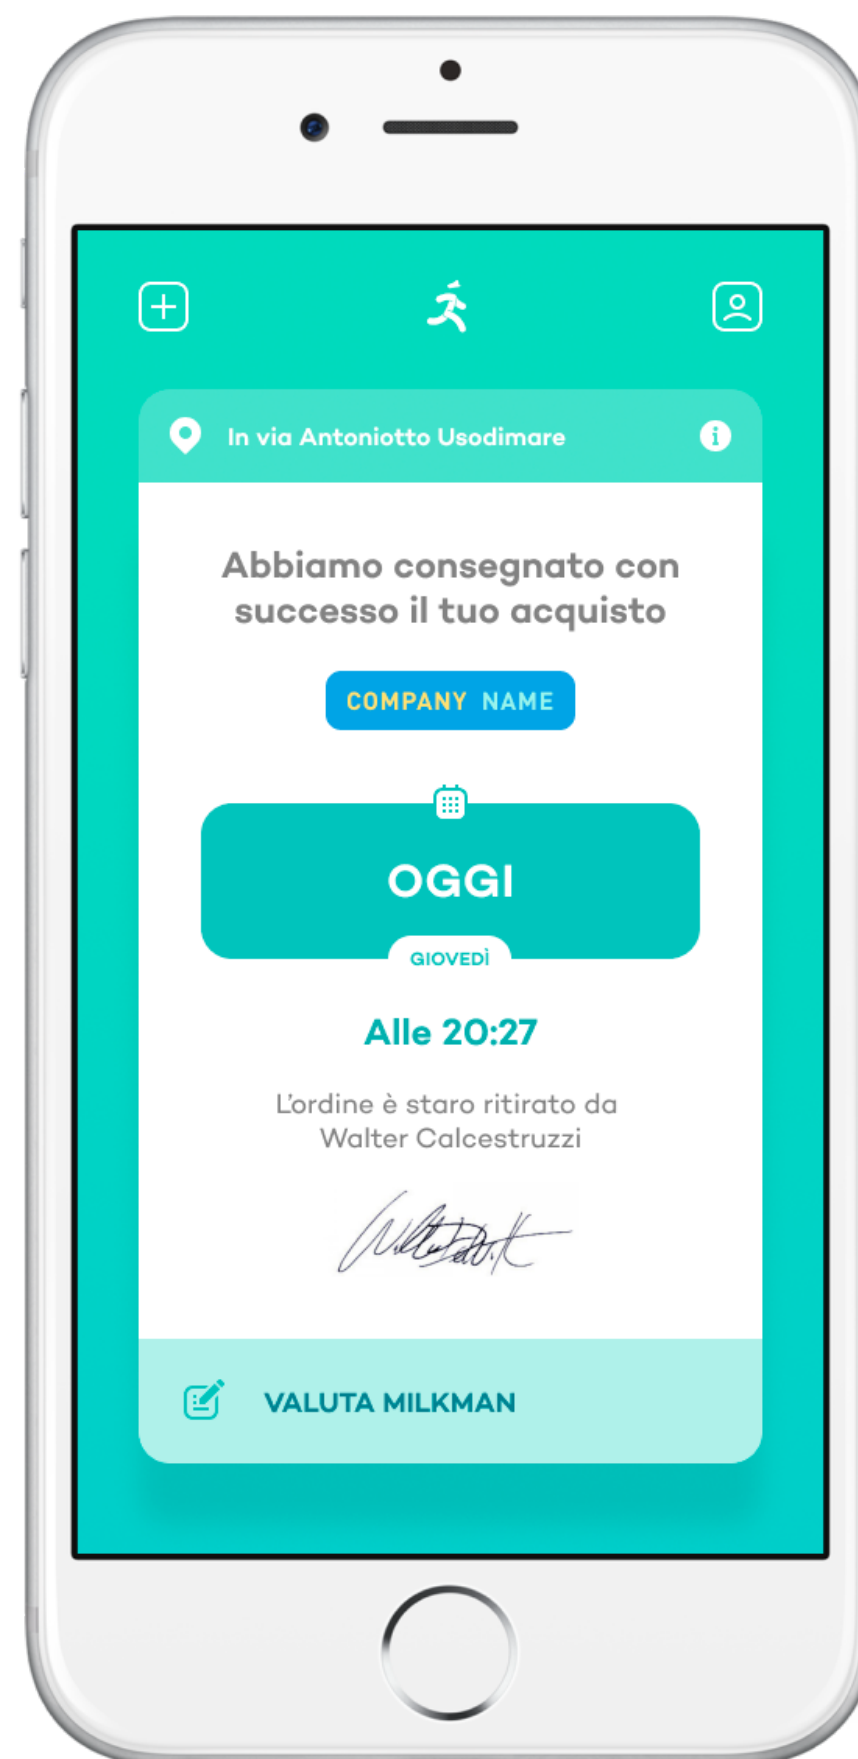 In via Antoniotto Usodimare
Abbiamo consegnato con
successo il tuo acquisto
COMPANY NAME
OGGI
GIOVEDÌ
Alle 20:27
L'ordine è staro ritirato da
Walter Calcestruzzi
VALUTA MILKMAN